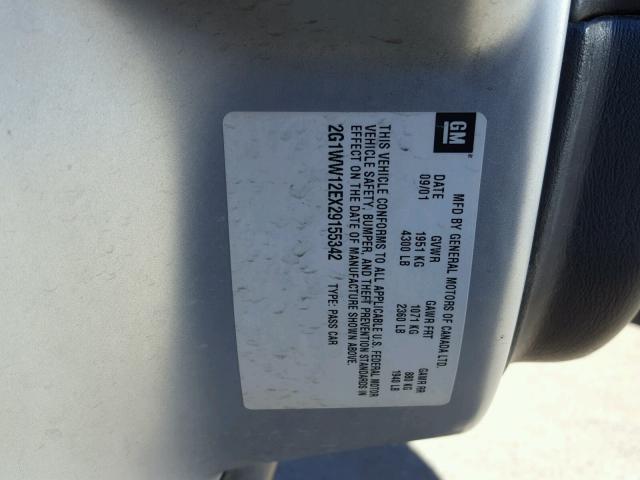 GM
MFD BY GENERAL MOTORS OF CANADA LTD.
DATE GVWR GAWR FRT GAWR RR
09/01 1951 KG 1071 KG 880 KG
4300 LB 2360 LB 1940 LB
THIS VEHICLE CONFORMS TO ALL APPLICABLE U.S. FEDERAL MOTOR
VEHICLE SAFETY, BUMPER, AND THEFT PREVENTION STANDARDS IN
EFFECT ON THE DATE OF MANUFACTURE SHOWN ABOVE.
2G1WW12EX29155342 TYPE: PASS CAR